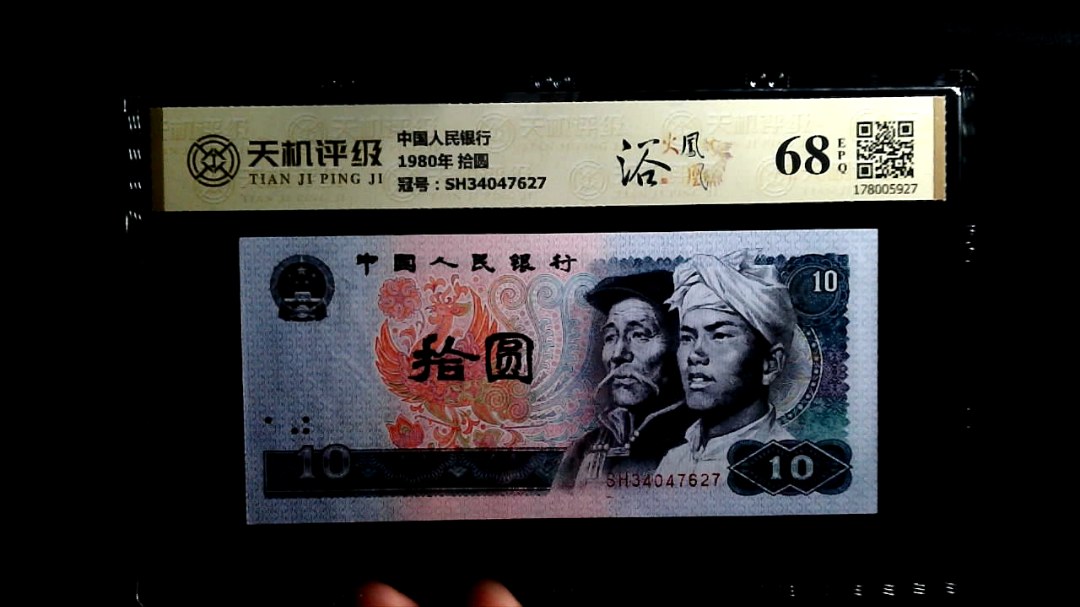 天机评级
TIAN JI PING JI
中国人民银行
1980年 拾圆
冠号：SH34047627
浴火凤凰
68
EPQ
178005927
中国人民银行
10
拾圆
10
SH34047627
10